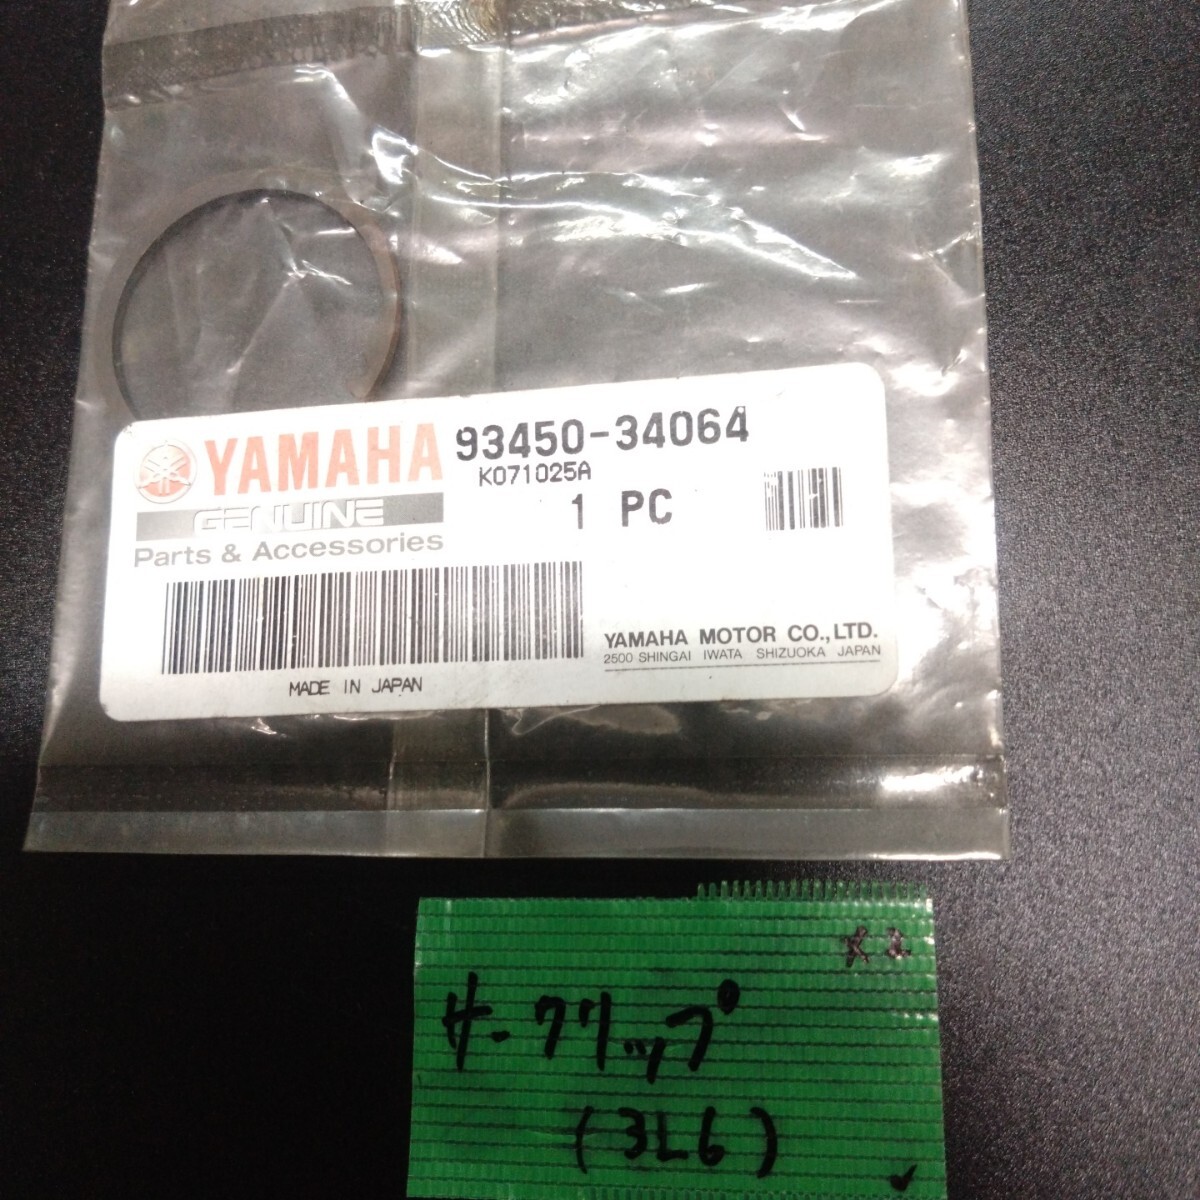 YAMAHA 93450-34064
K071025A
GENUINE
1 PC
Parts & Accessories
YAMAHA MOTOR CO.,LTD.
2500 SHINGAI IWATA SHIZUOKA JAPAN
MADE IN JAPAN
サークリップ
(3L6)